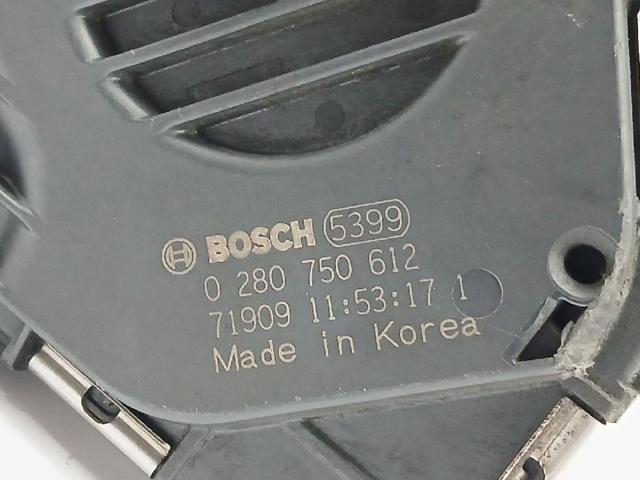 BOSCH 5399
0 280 750 612
71909 11:53:17 1
Made in Korea